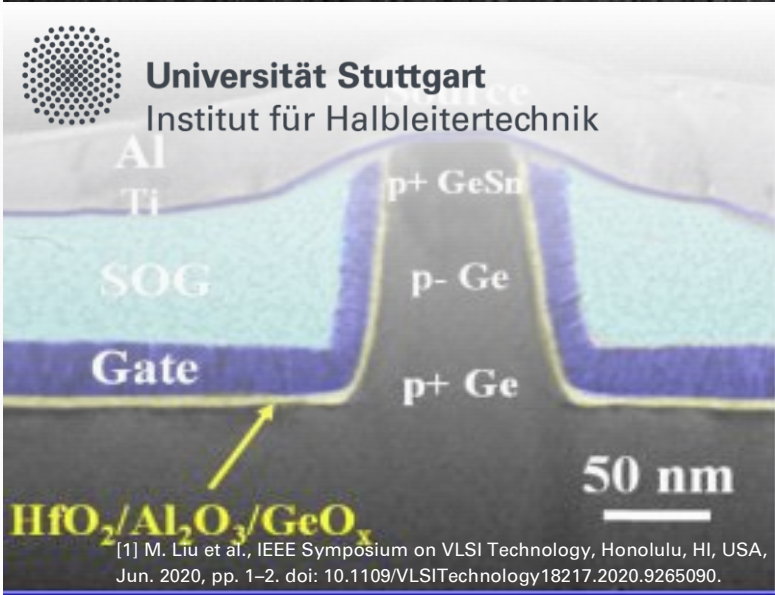 Universität Stuttgart
Institut für Halbleitertechnik
Source
Al
Ti
p+ GeSn
SOG
p- Ge
Gate
p+ Ge
50 nm
HfO₂/Al₂O₃/GeOₓ
[1] M. Liu et al., IEEE Symposium on VLSI Technology, Honolulu, HI, USA,
Jun. 2020, pp. 1–2. doi: 10.1109/VLSITechnology18217.2020.9265090.